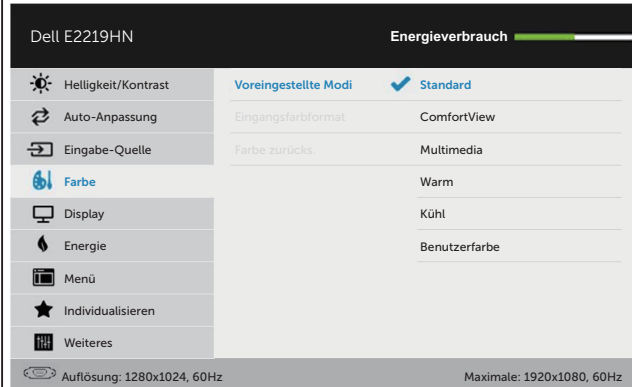 Dell E2219HN Energieverbrauch
Helligkeit/Kontrast Voreingestellte Modi Standard
Auto-Anpassung Eingangsfarbformat ComfortView
Eingabe-Quelle Farbe zurücks. Multimedia
Farbe Warm
Display Kühl
Energie Benutzerfarbe
Menü
Individualisieren
Weiteres
Auflösung: 1280x1024, 60Hz Maximale: 1920x1080, 60Hz